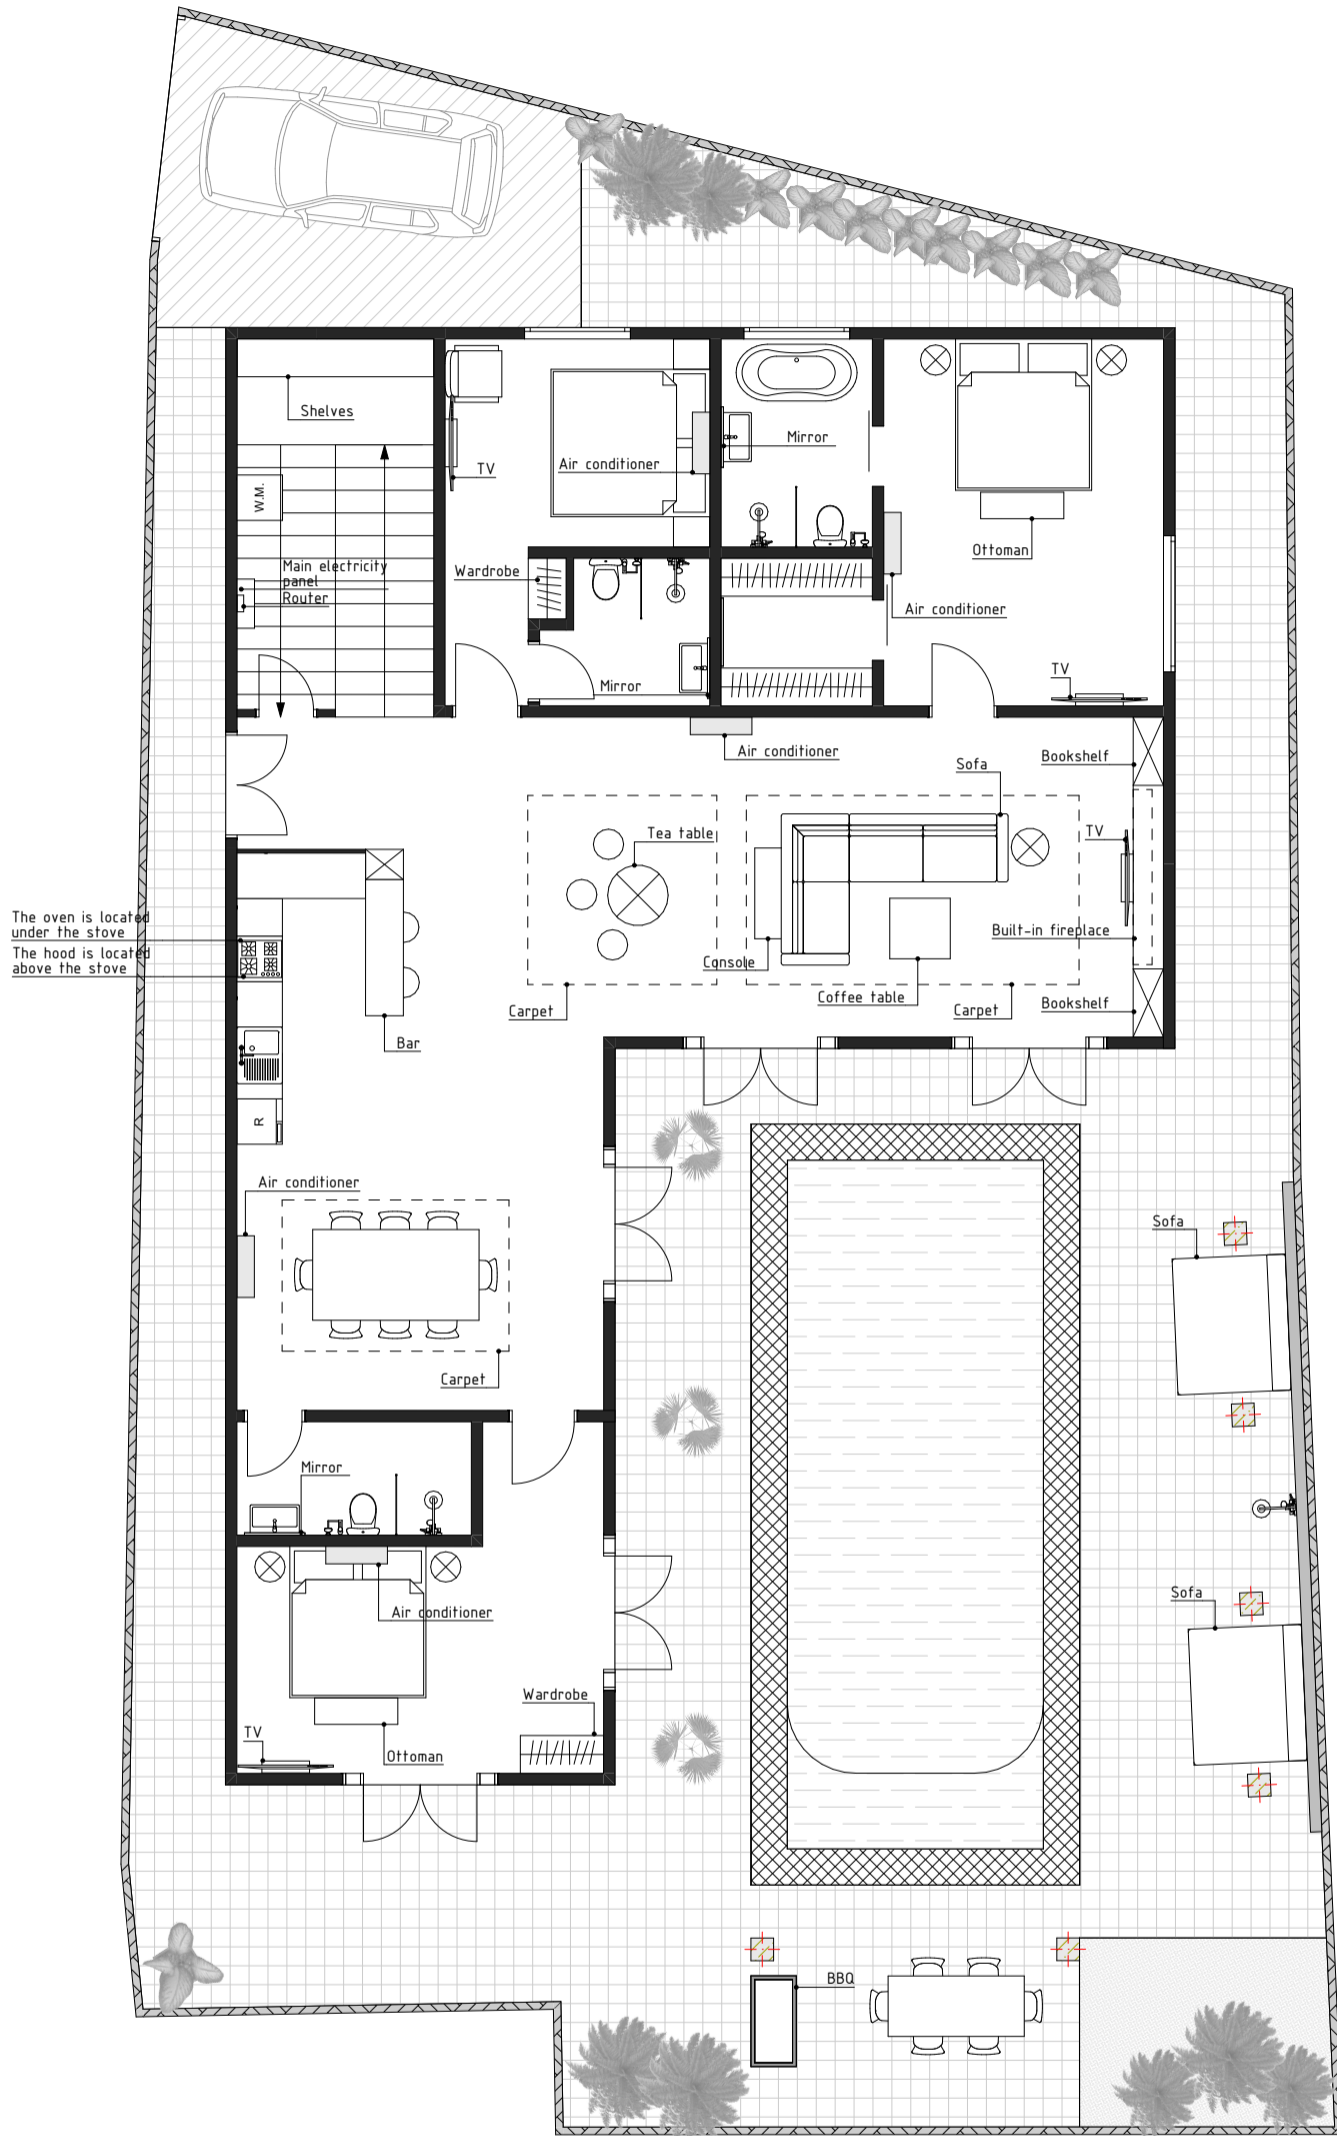 Shelves
W.M.
TV
Air conditioner
Mirror
Ottoman
Main electricity
panel
Router
Wardrobe
Air conditioner
Mirror
TV
Air conditioner
Bookshelf
Sofa
Tea table
TV
The oven is located
under the stove
The hood is located
above the stove
Built-in fireplace
Console
Coffee table
Carpet
Carpet
Bookshelf
Bar
R
Air conditioner
Sofa
Carpet
Mirror
Air conditioner
Sofa
Wardrobe
TV
Ottoman
BBQ